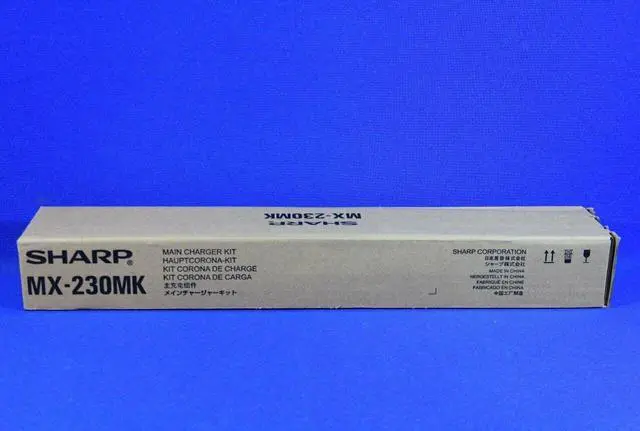 SHARP
MX-230MK
SHARP®
MX-230MK
MAIN CHARGER KIT
HAUPTCORONA-KIT
KIT CORONA DE CHARGE
KIT CORONA DE CARGA
主充电组件
メインチャージャーキット
SHARP CORPORATION
日本夏普株式会社
シャープ株式会社
MADE IN CHINA
HERGESTELLT IN CHINA
FABRIQUÉ EN CHINE
FABRICADO EN CHINA
中国工厂制造